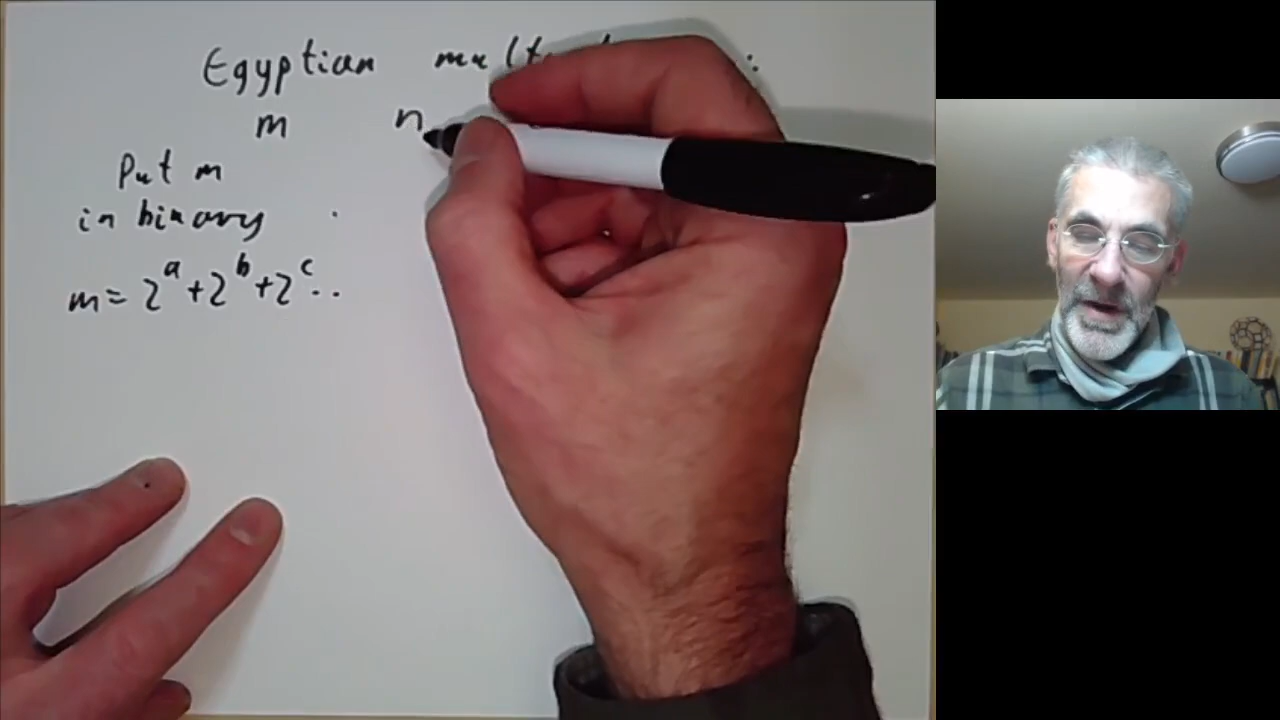 Egyptian
m n
Put m
in binary
m = 2^a + 2^b + 2^c ..